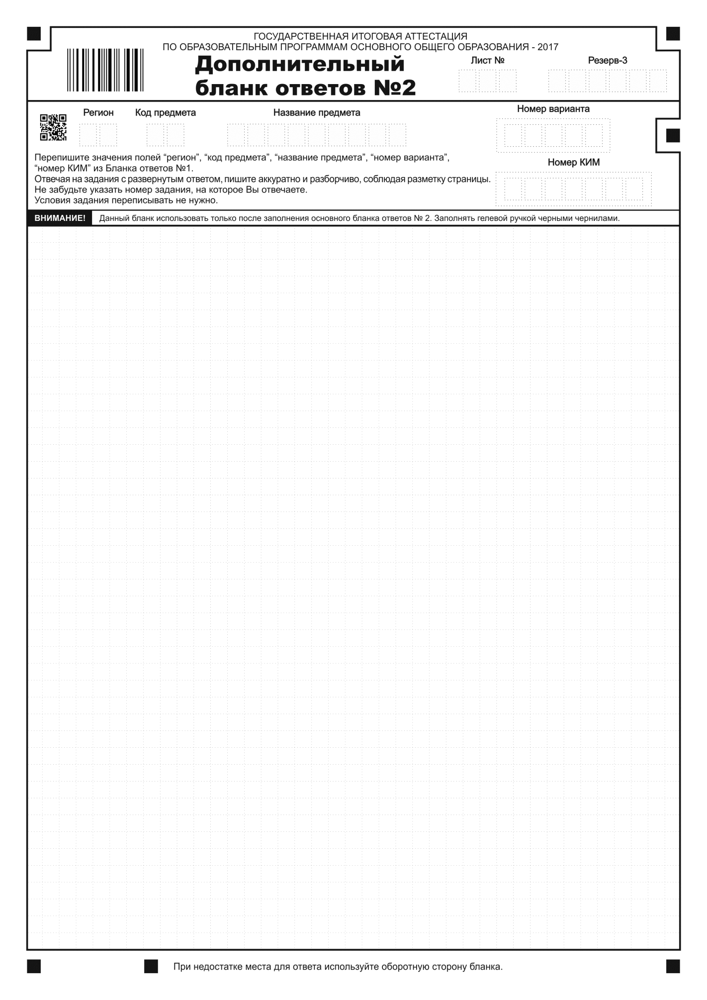 ГОСУДАРСТВЕННАЯ ИТОГОВАЯ АТТЕСТАЦИЯ
ПО ОБРАЗОВАТЕЛЬНЫМ ПРОГРАММАМ ОСНОВНОГО ОБЩЕГО ОБРАЗОВАНИЯ - 2017
Дополнительный
бланк ответов №2
Лист №
Резерв-3
Регион
Код предмета
Название предмета
Номер варианта
Перепишите значения полей “регион”, “код предмета”, “название предмета”, “номер варианта”,
“номер КИМ” из Бланка ответов №1.
Отвечая на задания с развернутым ответом, пишите аккуратно и разборчиво, соблюдая разметку страницы.
Не забудьте указать номер задания, на которое Вы отвечаете.
Условия задания переписывать не нужно.
Номер КИМ
ВНИМАНИЕ!
Данный бланк использовать только после заполнения основного бланка ответов № 2. Заполнять гелевой ручкой черными чернилами.
При недостатке места для ответа используйте оборотную сторону бланка.